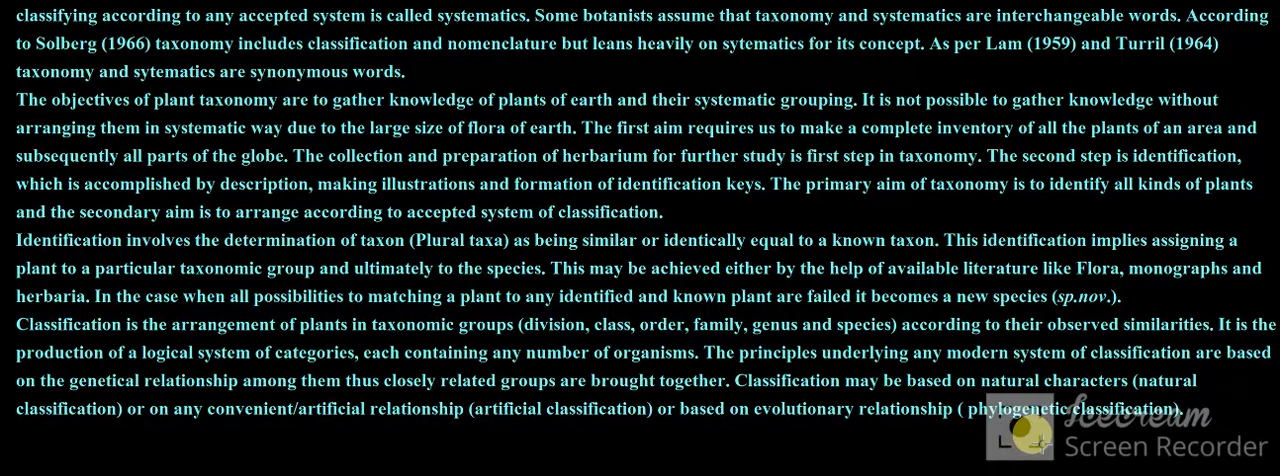 classifying according to any accepted system is called systematics. Some botanists assume that taxonomy and systematics are interchangeable words. According
to Solberg (1966) taxonomy includes classification and nomenclature but leans heavily on sytematics for its concept. As per Lam (1959) and Turril (1964)
taxonomy and sytematics are synonymous words.
The objectives of plant taxonomy are to gather knowledge of plants of earth and their systematic grouping. It is not possible to gather knowledge without
arranging them in systematic way due to the large size of flora of earth. The first aim requires us to make a complete inventory of all the plants of an area and
subsequently all parts of the globe. The collection and preparation of herbarium for further study is first step in taxonomy. The second step is identification,
which is accomplished by description, making illustrations and formation of identification keys. The primary aim of taxonomy is to identify all kinds of plants
and the secondary aim is to arrange according to accepted system of classification.
Identification involves the determination of taxon (Plural taxa) as being similar or identically equal to a known taxon. This identification implies assigning a
plant to a particular taxonomic group and ultimately to the species. This may be achieved either by the help of available literature like Flora, monographs and
herbaria. In the case when all possibilities to matching a plant to any identified and known plant are failed it becomes a new species (sp.nov.).
Classification is the arrangement of plants in taxonomic groups (division, class, order, family, genus and species) according to their observed similarities. It is the
production of a logical system of categories, each containing any number of organisms. The principles underlying any modern system of classification are based
on the genetical relationship among them thus closely related groups are brought together. Classification may be based on natural characters (natural
classification) or on any convenient/artificial relationship (artificial classification) or based on evolutionary relationship ( phylogenetic classification).
Icecream
Screen Recorder